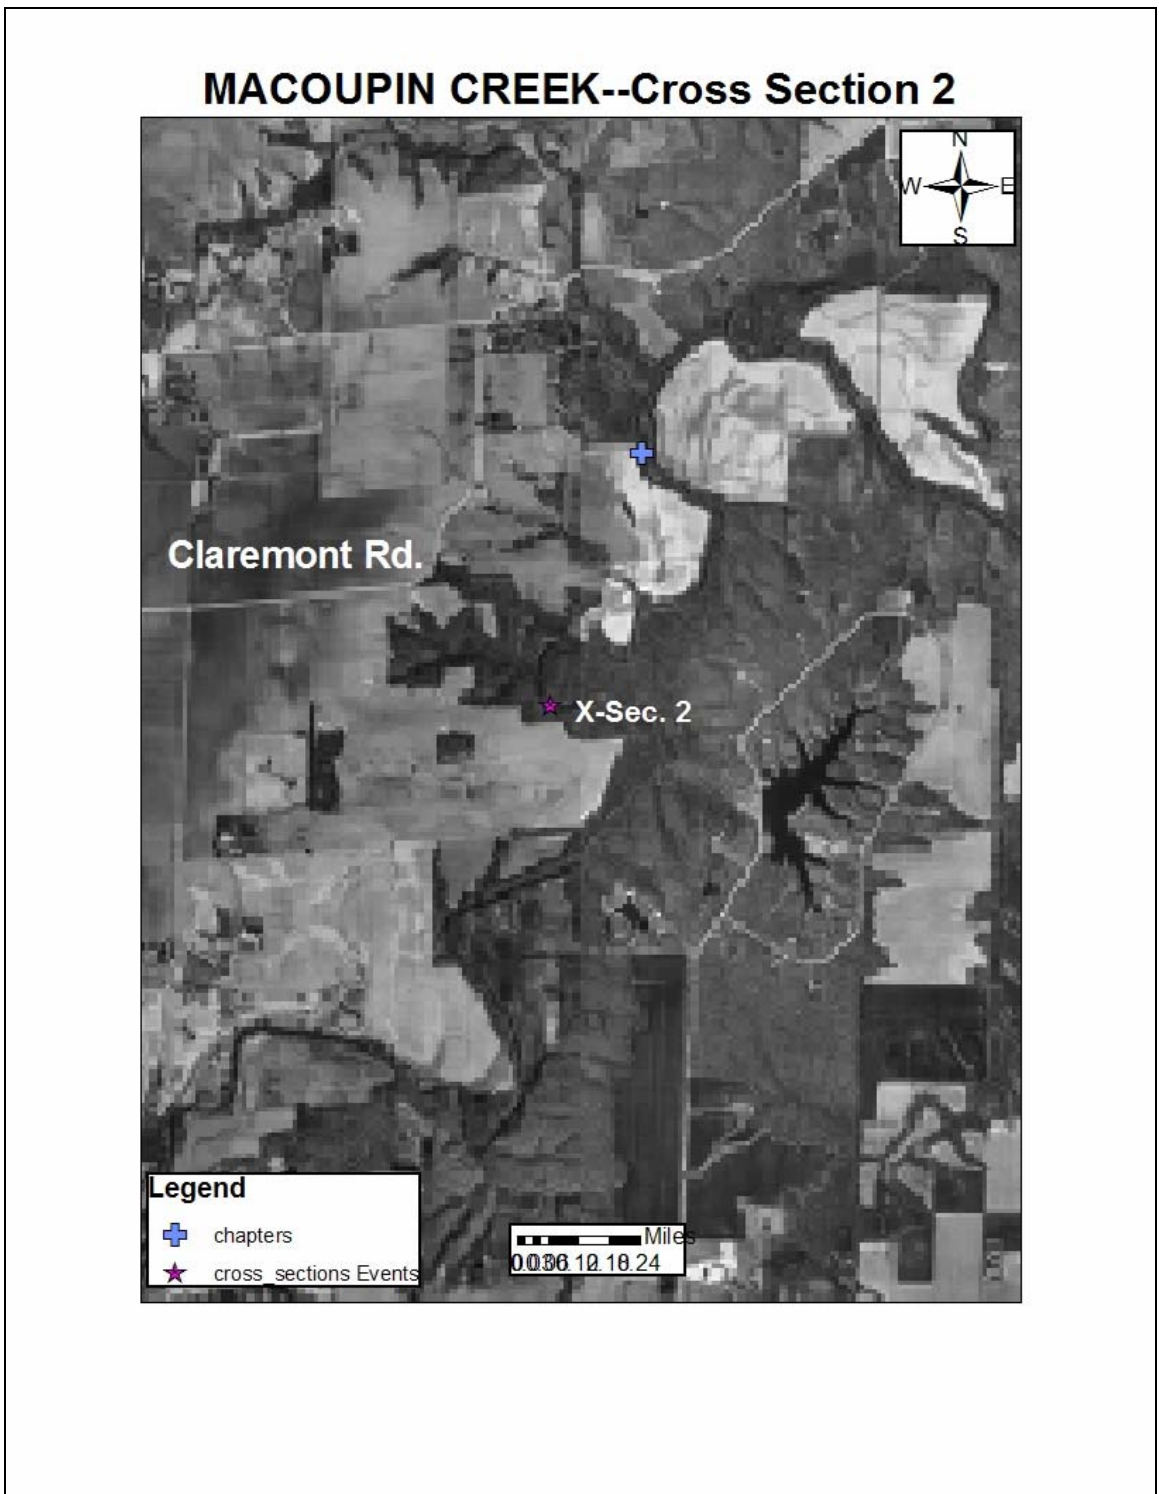 MACOUPIN CREEK--Cross Section 2
N
W E
S
Claremont Rd.
X-Sec. 2
Legend
chapters
cross_sections Events
Miles